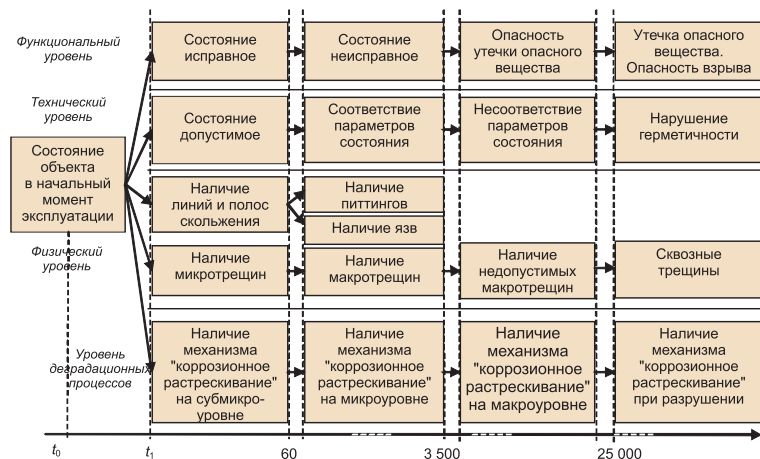 Функциональный
уровень
Состояние
исправное
Состояние
неисправное
Опасность
утечки опасного
вещества
Утечка опасного
вещества.
Опасность взрыва
Технический
уровень
Состояние
допустимое
Соответствие
параметров
состояния
Несоответствие
параметров
состояния
Нарушение
герметичности
Состояние
объекта
в начальный
момент
эксплуатации
Наличие
линий и полос
скольжения
Наличие
питтингов
Наличие язв
Физический
уровень
Наличие
микротрещин
Наличие
макротрещин
Наличие
недопустимых
макротрещин
Сквозные
трещины
Уровень
деградационных
процессов
Наличие
механизма
"коррозионное
растрескивание"
на субмикро-
уровне
Наличие
механизма
"коррозионное
растрескивание"
на микроуровне
Наличие
механизма
"коррозионное
растрескивание"
на макроуровне
Наличие
механизма
"коррозионное
растрескивание"
при разрушении
t₀ t₁ 60 3 500 25 000